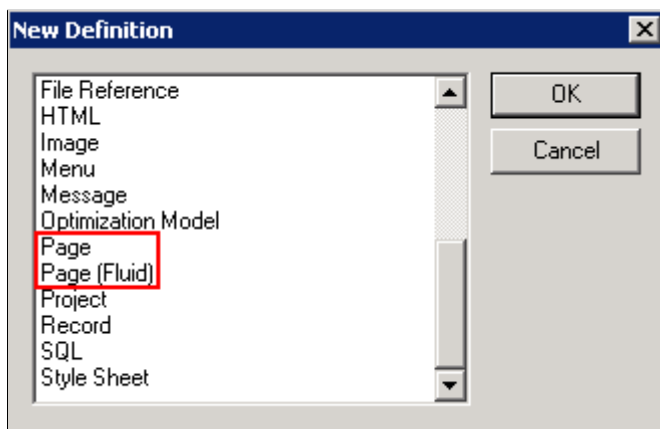 New Definition
File Reference
HTML
Image
Menu
Message
Optimization Model
Page
Page (Fluid)
Project
Record
SQL
Style Sheet
OK
Cancel